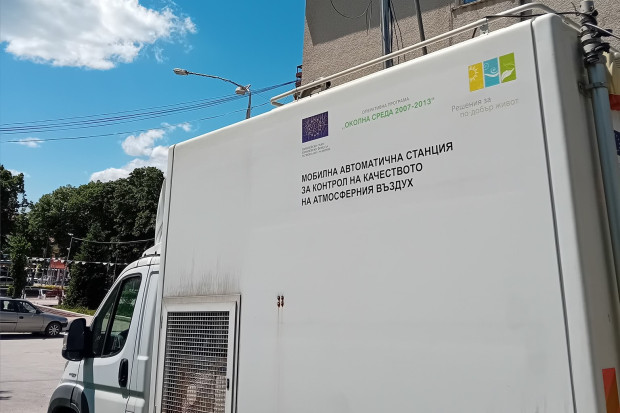 ОПЕРАТИВНА ПРОГРАМА
„ОКОЛНА СРЕДА 2007-2013“
Решения за
по-добър живот
МОБИЛНА АВТОМАТИЧНА СТАНЦИЯ
ЗА КОНТРОЛ НА КАЧЕСТВОТО
НА АТМОСФЕРНИЯ ВЪЗДУХ